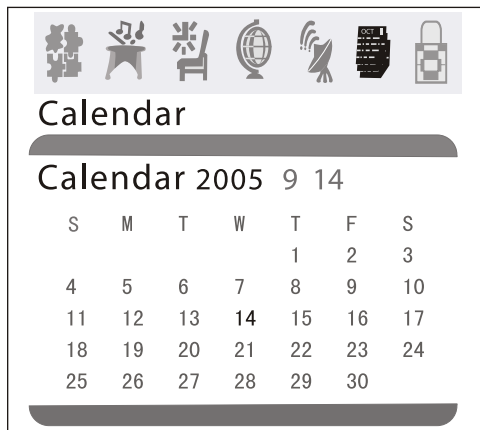 OCT
Calendar
Calendar 2005 9 14
S M T W T F S
1 2 3
4 5 6 7 8 9 10
11 12 13 14 15 16 17
18 19 20 21 22 23 24
25 26 27 28 29 30